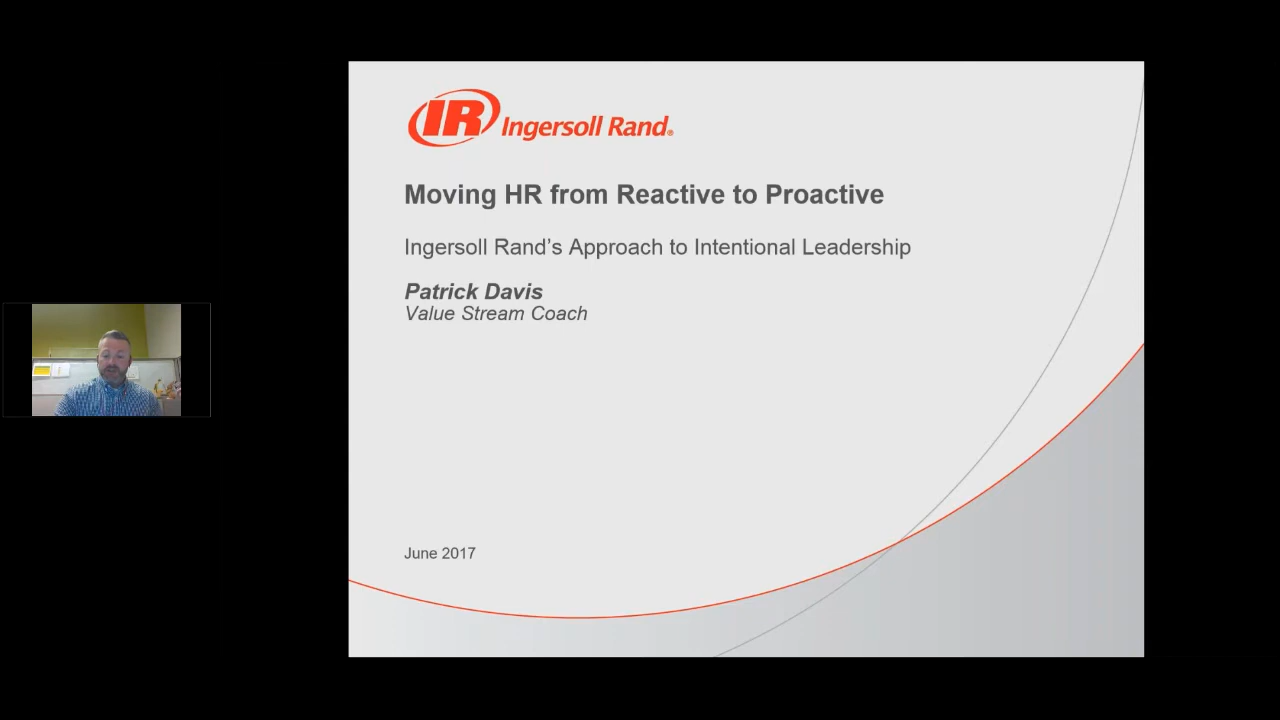 IR Ingersoll Rand®
Moving HR from Reactive to Proactive
Ingersoll Rand’s Approach to Intentional Leadership
Patrick Davis
Value Stream Coach
June 2017